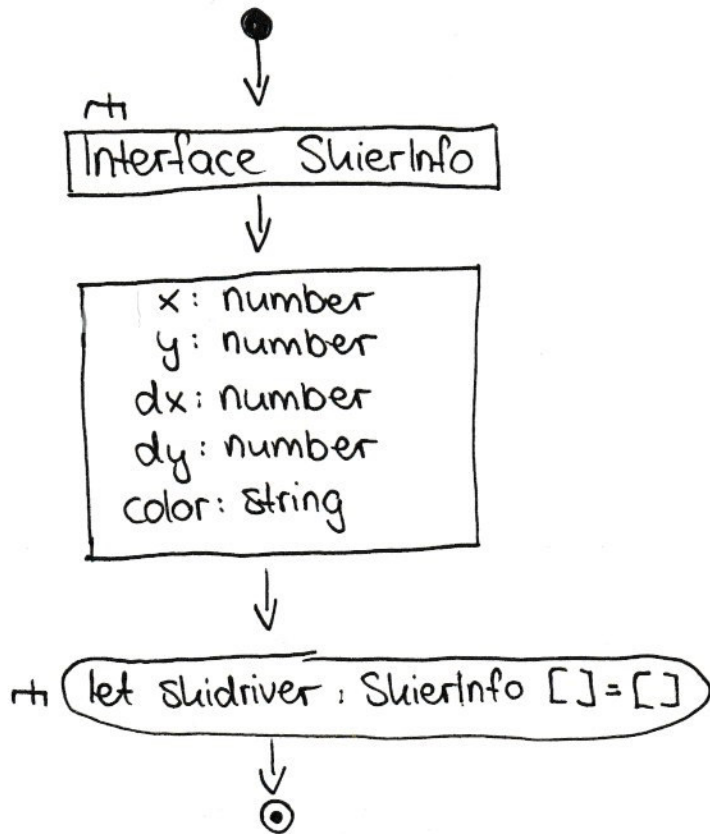 Interface SkierInfo
x: number
y: number
dx: number
dy: number
color: string
let skidriver: SkierInfo []=[]